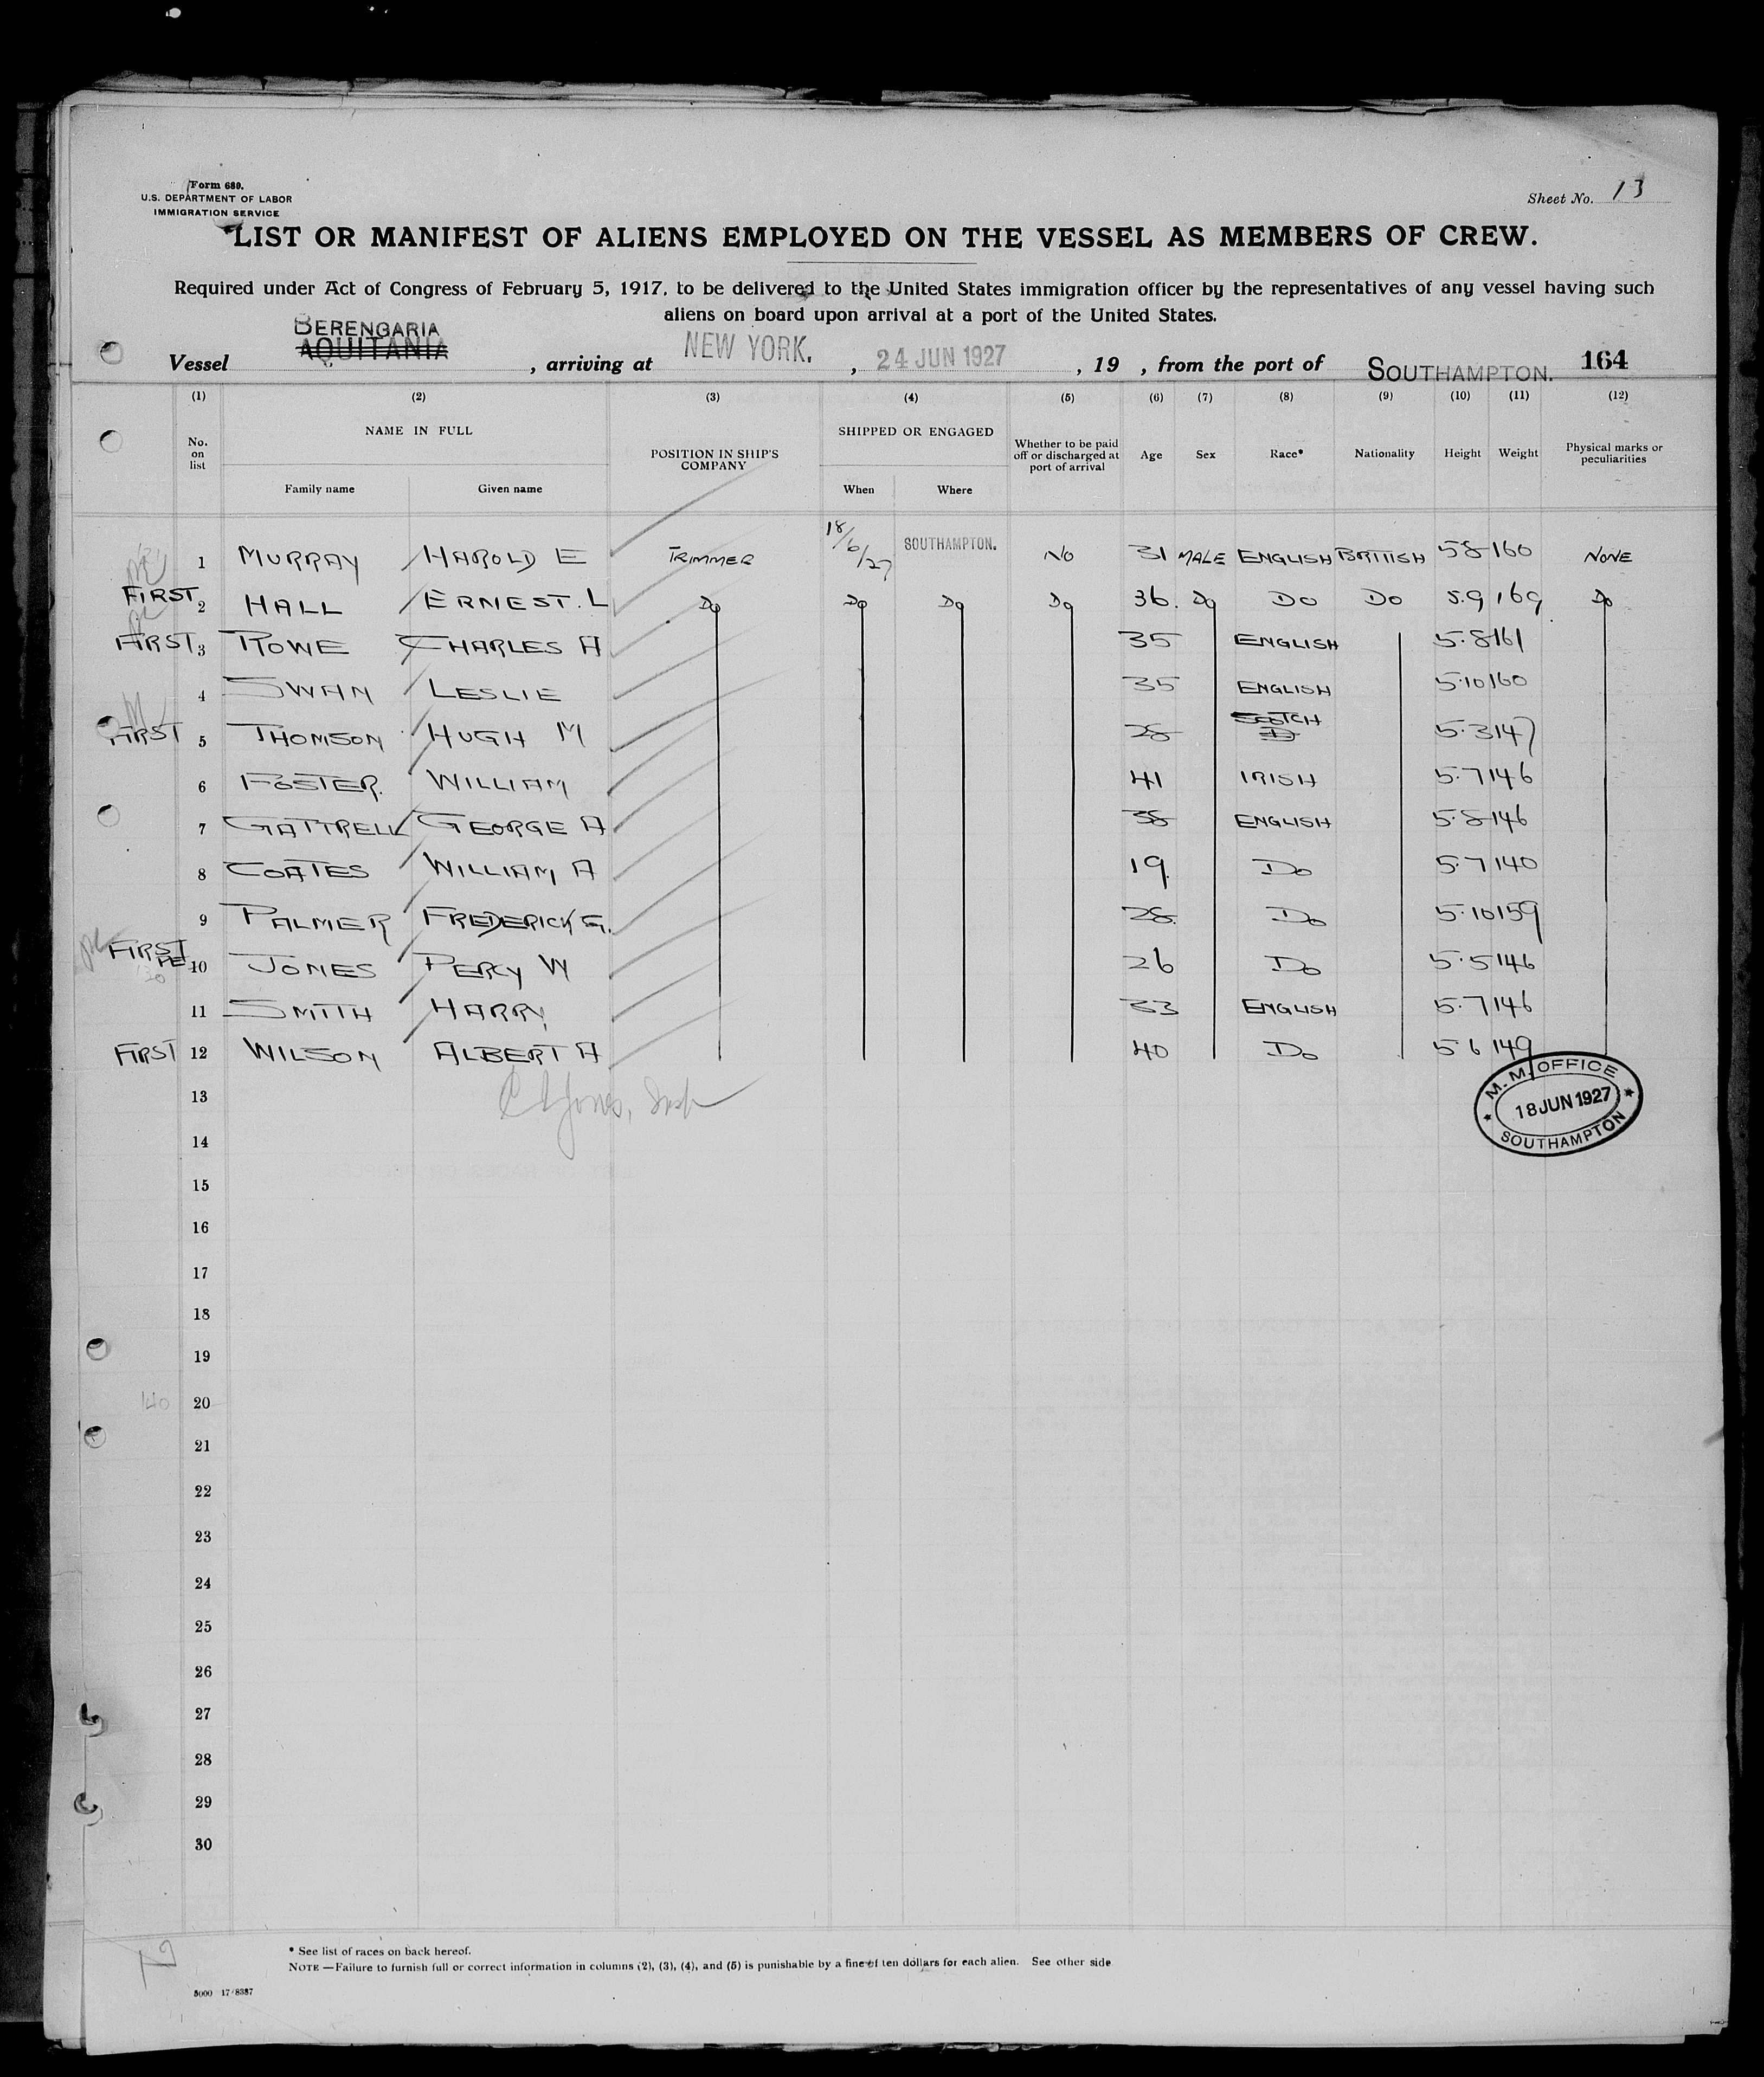 Form 680.
U.S. DEPARTMENT OF LABOR
IMMIGRATION SERVICE
Sheet No. 13
LIST OR MANIFEST OF ALIENS EMPLOYED ON THE VESSEL AS MEMBERS OF CREW.
Required under Act of Congress of February 5, 1917, to be delivered to the United States immigration officer by the representatives of any vessel having such
aliens on board upon arrival at a port of the United States.
BERENGARIA
Vessel AQUITANIA, arriving at NEW YORK., 24 JUN 1927, 19 , from the port of SOUTHAMPTON. 164
(1) (2) (3) (4) (5) (6) (7) (8) (9) (10) (11) (12)
No. on list NAME IN FULL POSITION IN SHIP'S COMPANY SHIPPED OR ENGAGED Whether to be paid off or discharged at port of arrival Age Sex Race* Nationality Height Weight Physical marks or peculiarities
Family name Given name When Where
1 MURRAY HAROLD E TRIMMER 18/6/27 SOUTHAMPTON. NO 31 MALE ENGLISH BRITISH 5 8 160 NONE
FIRST 2 HALL ERNEST. L Do Do Do Do 36. Do Do Do 5.9 169 Do
FIRST 3 ROWE CHARLES A 35 ENGLISH 5.8 161
4 SWAN LESLIE 35 ENGLISH 5.10 160
FIRST 5 THOMSON HUGH M 28 SCOTCH 5.3 147
6 FOSTER. WILLIAM 41 IRISH 5.7 146
7 GATTRELL GEORGE A 38 ENGLISH 5.8 146
8 COATES WILLIAM A 19. Do 5.7 140
9 PALMER FREDERICK G. 28. Do 5.10 159
FIRST 10 JONES PERCY W 26 Do 5.5 146
11 SMITH HARRY 33 ENGLISH 5.7 146
FIRST 12 WILSON ALBERT A 40 Do 5 6 149
M. M. OFFICE
18 JUN 1927
SOUTHAMPTON
13
14
15
16
17
18
19
140 20
21
22
23
24
25
26
27
28
29
30
* See list of races on back hereof.
NOTE —Failure to furnish full or correct information in columns (2), (3), (4), and (5) is punishable by a fine of ten dollars for each alien. See other side
5000 17/8387